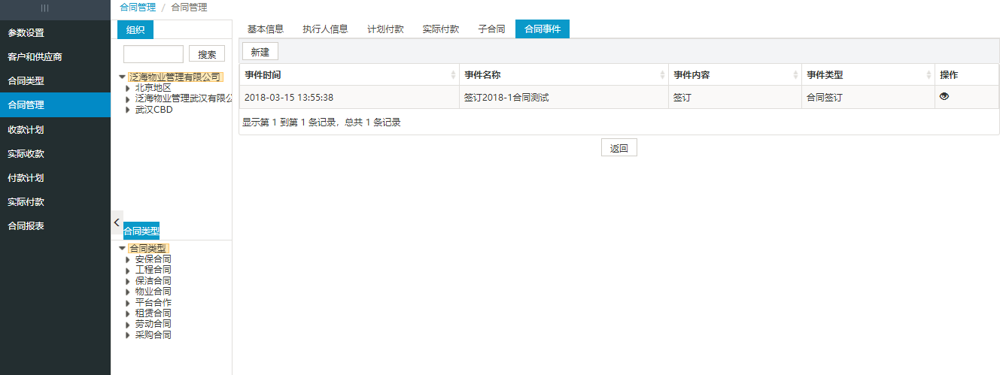 合同管理 / 合同管理
参数设置
客户和供应商
合同类型
合同管理
收款计划
实际收款
付款计划
实际付款
合同报表
组织
搜索
泛海物业管理有限公司
北京地区
泛海物业管理武汉有限公
武汉CBD
合同类型
合同类型
安保合同
工程合同
保洁合同
物业合同
平台合作
租赁合同
劳动合同
采购合同
基本信息 执行人信息 计划付款 实际付款 子合同 合同事件
新建
事件时间 事件名称 事件内容 事件类型 操作
2018-03-15 13:55:38 签订2018-1合同测试 签订 合同签订
显示第 1 到第 1 条记录，总共 1 条记录
返回